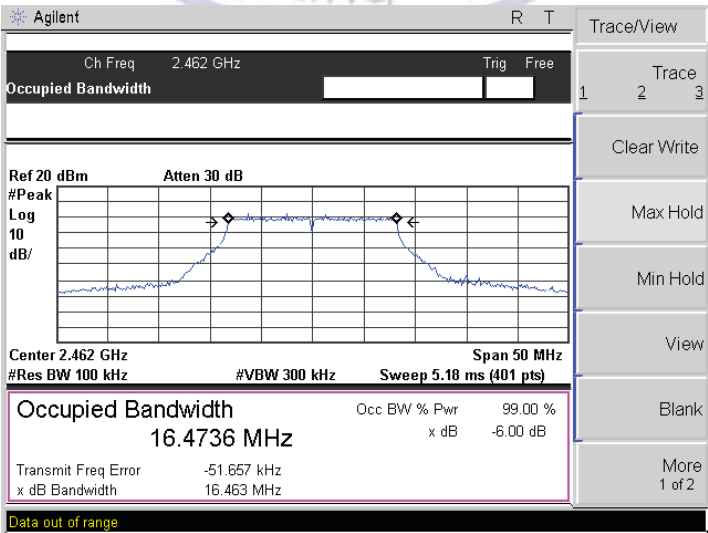 Agilent R T
Ch Freq 2.462 GHz Trig Free
Occupied Bandwidth
Ref 20 dBm Atten 30 dB
#Peak
Log
10
dB/
Center 2.462 GHz Span 50 MHz
#Res BW 100 kHz #VBW 300 kHz Sweep 5.18 ms (401 pts)
Occupied Bandwidth Occ BW % Pwr 99.00 %
16.4736 MHz x dB -6.00 dB
Transmit Freq Error -51.657 kHz
x dB Bandwidth 16.463 MHz
Data out of range
Trace/View
Trace
1 2 3
Clear Write
Max Hold
Min Hold
View
Blank
More
1 of 2